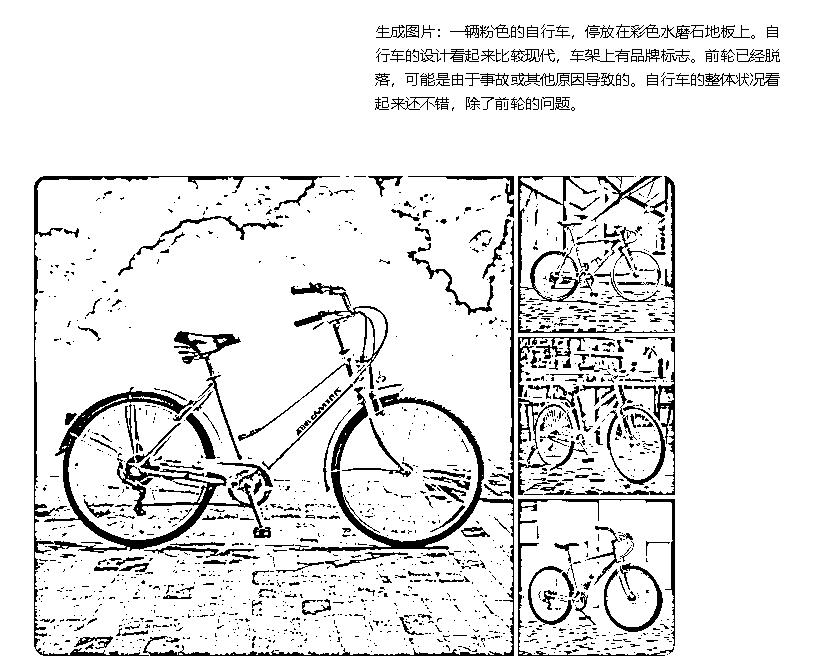 生成图片：一辆粉色的自行车，停放在彩色水磨石地板上。自
行车的设计看起来比较现代，车架上有品牌标志。前轮已经脱
落，可能是由于事故或其他原因导致的。自行车的整体状况看
起来还不错，除了前轮的问题。